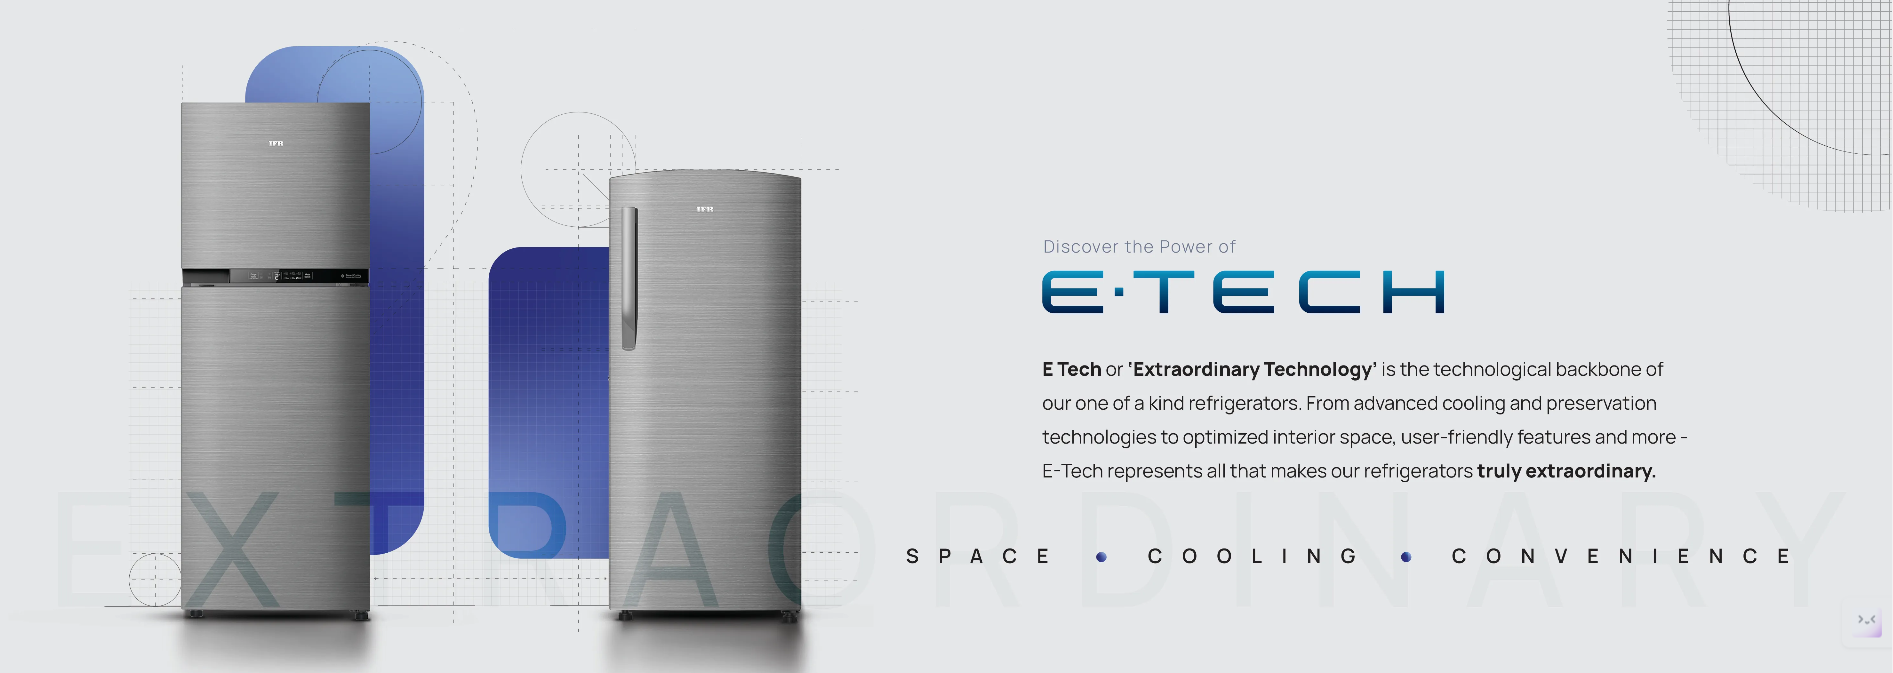 IFB
IFB
Discover the Power of
E·TECH
E Tech or ‘Extraordinary Technology’ is the technological backbone of
our one of a kind refrigerators. From advanced cooling and preservation
technologies to optimized interior space, user-friendly features and more -
E-Tech represents all that makes our refrigerators truly extraordinary.
EXTRAORDINARY
SPACE • COOLING • CONVENIENCE